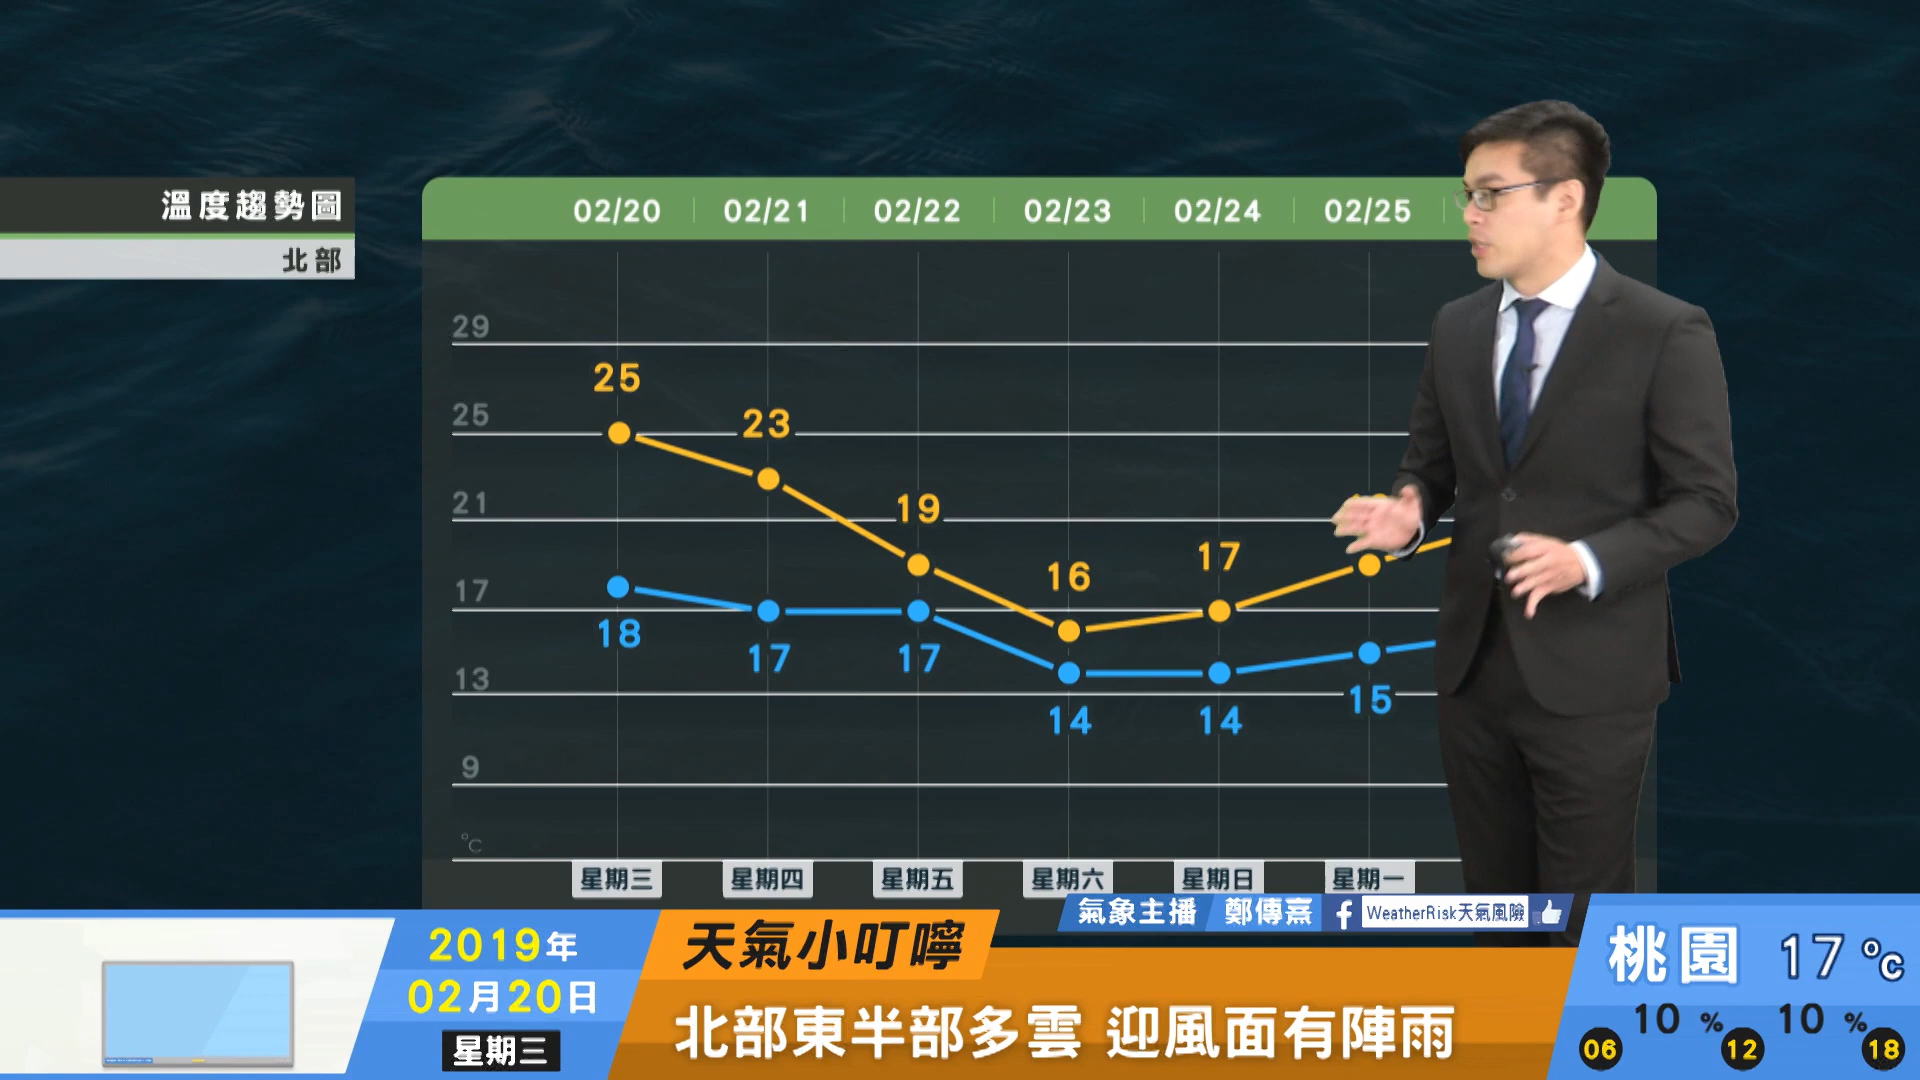 溫度趨勢圖
北部
02/20 02/21 02/22 02/23 02/24 02/25
29
25
21
17
13
9
°C
25 23 19 16 17
18 17 17 14 14 15
星期三 星期四 星期五 星期六 星期日 星期一
氣象主播 鄭傳熹 f WeatherRisk天氣風險
2019年
02月20日
星期三
天氣小叮嚀
北部東半部多雲 迎風面有陣雨
桃園 17°C
10% 10%
06 12 18